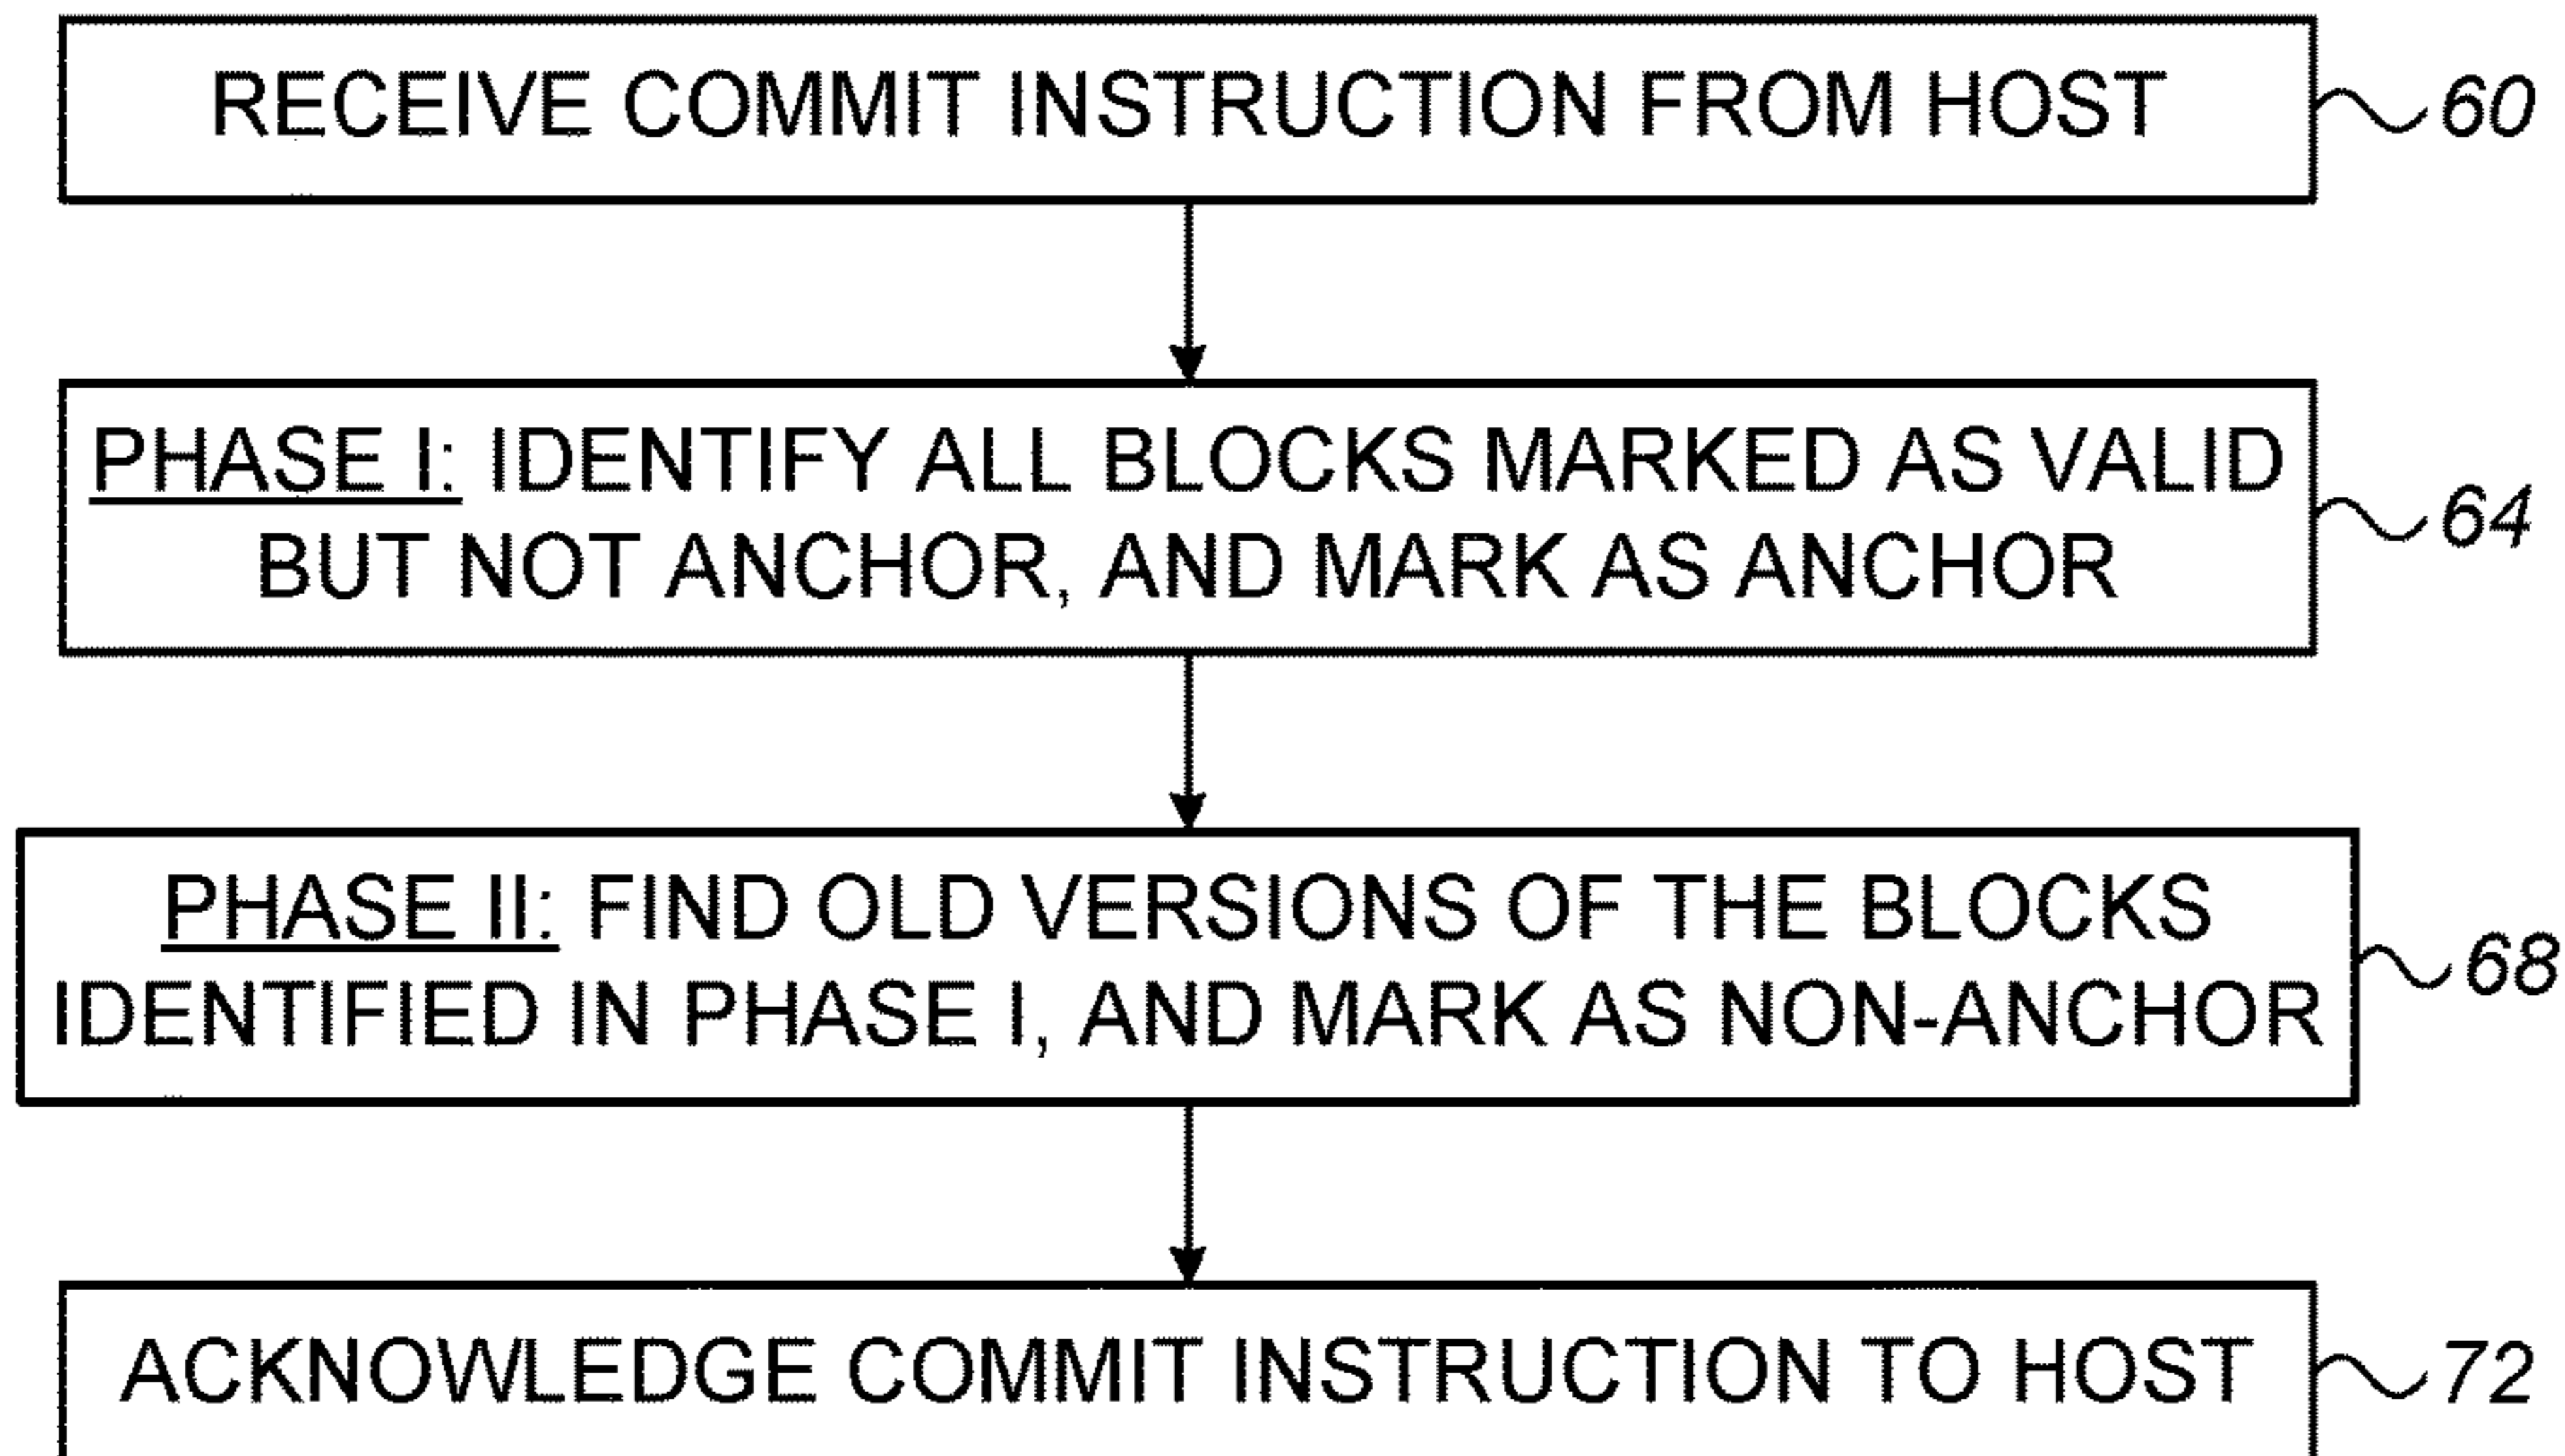 RECEIVE COMMIT INSTRUCTION FROM HOST
60
PHASE I: IDENTIFY ALL BLOCKS MARKED AS VALID
BUT NOT ANCHOR, AND MARK AS ANCHOR
64
PHASE II: FIND OLD VERSIONS OF THE BLOCKS
IDENTIFIED IN PHASE I, AND MARK AS NON-ANCHOR
68
ACKNOWLEDGE COMMIT INSTRUCTION TO HOST
72